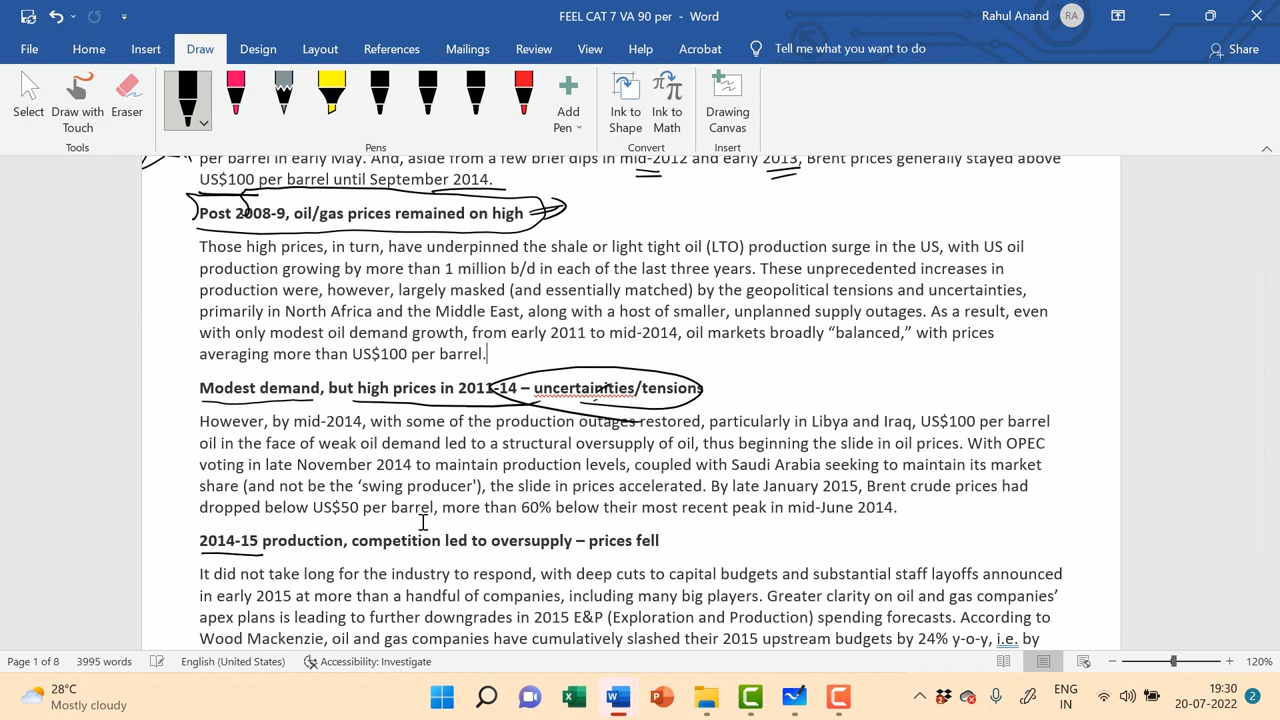 FEEL CAT 7 VA 90 per - Word
Rahul Anand RA
File Home Insert Draw Design Layout References Mailings Review View Help Acrobat Tell me what you want to do Share
Select Draw with Touch Eraser Add Pen Ink to Shape Ink to Math Drawing Canvas
Tools Pens Convert Insert
per barrel in early May. And, aside from a few brief dips in mid-2012 and early 2013, Brent prices generally stayed above
US$100 per barrel until September 2014.
Post 2008-9, oil/gas prices remained on high
Those high prices, in turn, have underpinned the shale or light tight oil (LTO) production surge in the US, with US oil
production growing by more than 1 million b/d in each of the last three years. These unprecedented increases in
production were, however, largely masked (and essentially matched) by the geopolitical tensions and uncertainties,
primarily in North Africa and the Middle East, along with a host of smaller, unplanned supply outages. As a result, even
with only modest oil demand growth, from early 2011 to mid-2014, oil markets broadly “balanced,” with prices
averaging more than US$100 per barrel.
Modest demand, but high prices in 2011-14 – uncertainties/tensions
However, by mid-2014, with some of the production outages restored, particularly in Libya and Iraq, US$100 per barrel
oil in the face of weak oil demand led to a structural oversupply of oil, thus beginning the slide in oil prices. With OPEC
voting in late November 2014 to maintain production levels, coupled with Saudi Arabia seeking to maintain its market
share (and not be the ‘swing producer'), the slide in prices accelerated. By late January 2015, Brent crude prices had
dropped below US$50 per barrel, more than 60% below their most recent peak in mid-June 2014.
2014-15 production, competition led to oversupply – prices fell
It did not take long for the industry to respond, with deep cuts to capital budgets and substantial staff layoffs announced
in early 2015 at more than a handful of companies, including many big players. Greater clarity on oil and gas companies’
apex plans is leading to further downgrades in 2015 E&P (Exploration and Production) spending forecasts. According to
Wood Mackenzie, oil and gas companies have cumulatively slashed their 2015 upstream budgets by 24% y-o-y, i.e. by
Page 1 of 8 3995 words English (United States) Accessibility: Investigate 120%
28°C
Mostly cloudy
ENG
IN
19:30
20-07-2022
2